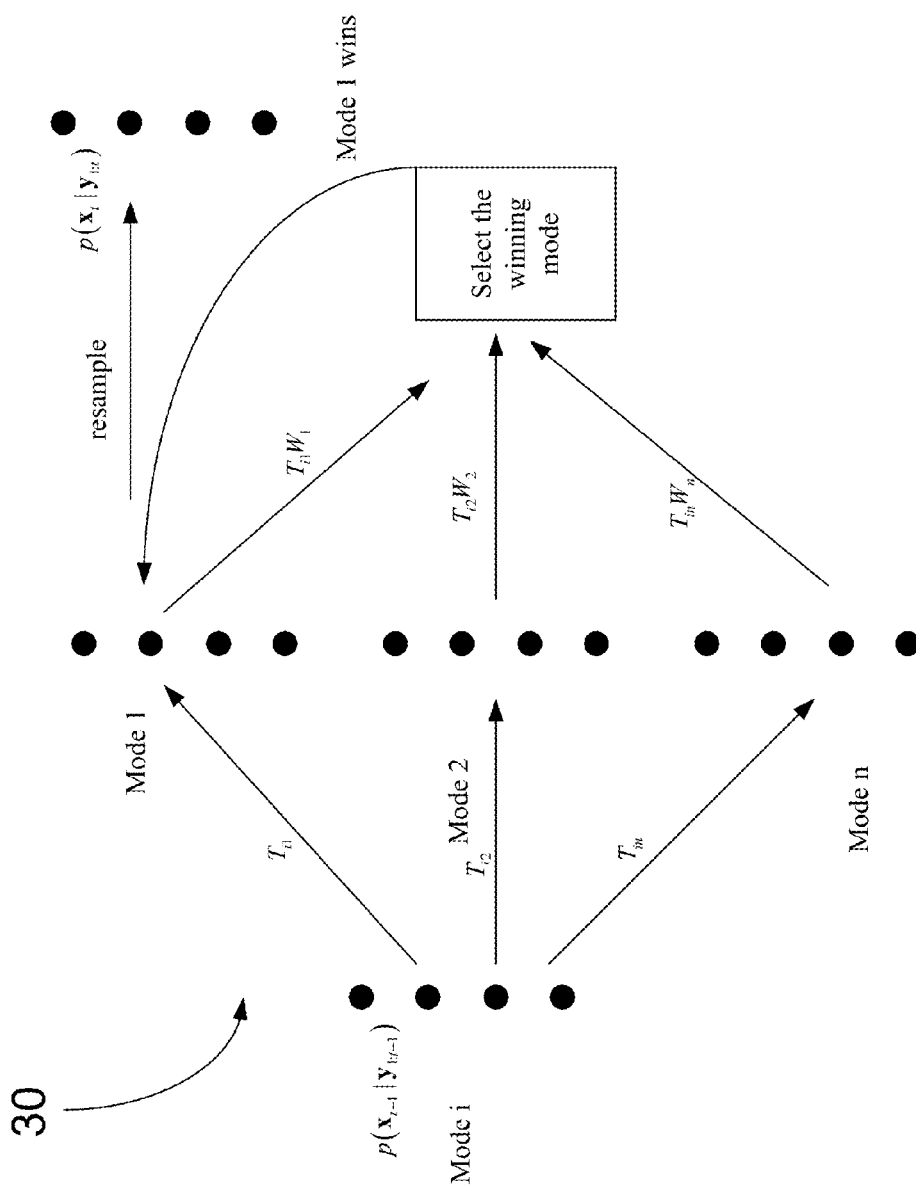 30
p(x_{t−1} | y_{1:t−1})
Mode i
T_{i1}
T_{i2}
T_{in}
Mode 1
Mode 2
Mode n
T_{i1}W_1
T_{i2}W_2
T_{in}W_n
resample
p(x_t | y_{1:t})
Select the
winning
mode
Mode 1 wins